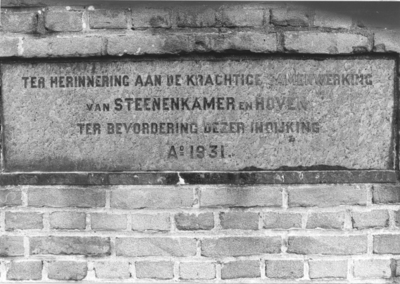 TER HERINNERING AAN DE KRACHTIGE SAMENWERKING
VAN STEENENKAMER EN HOVEN
TER BEVORDERING DEZER INDIJKING
Aº 1931.